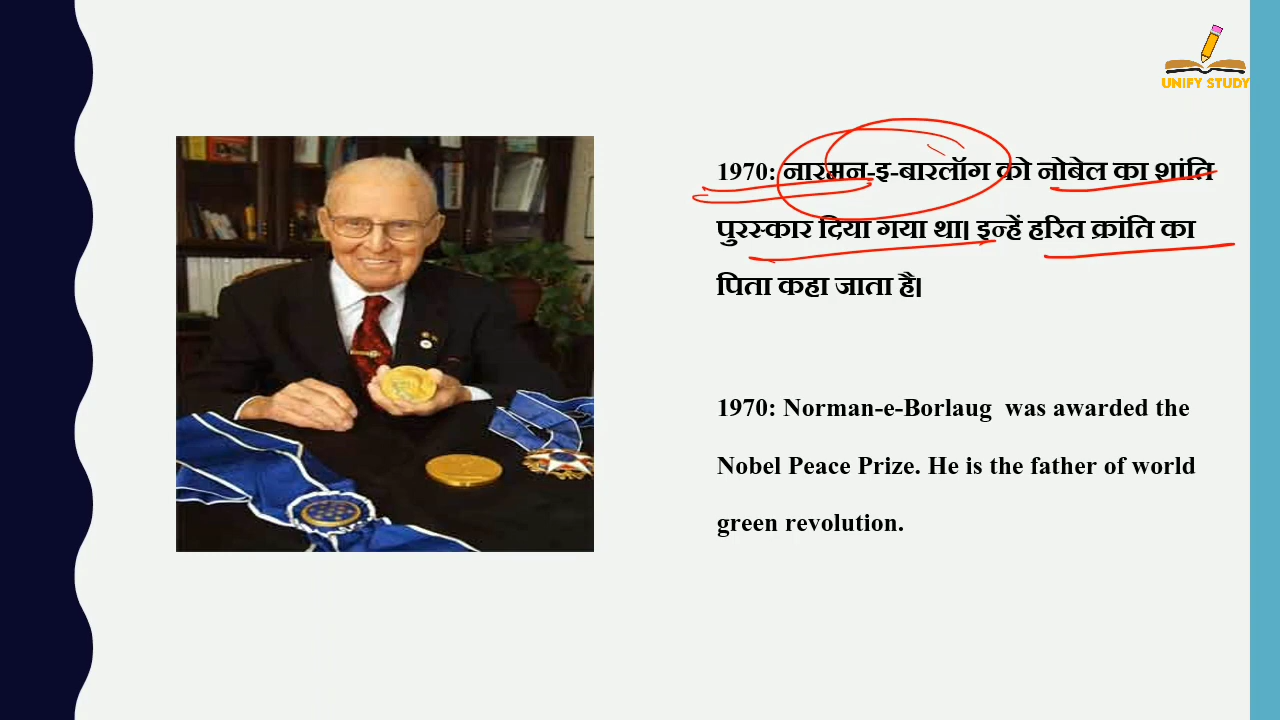 UNIFY STUDY
1970: नारमन-इ-बारलॉग को नोबेल का शांति
पुरस्कार दिया गया था। इन्हें हरित क्रांति का
पिता कहा जाता है।
1970: Norman-e-Borlaug was awarded the
Nobel Peace Prize. He is the father of world
green revolution.